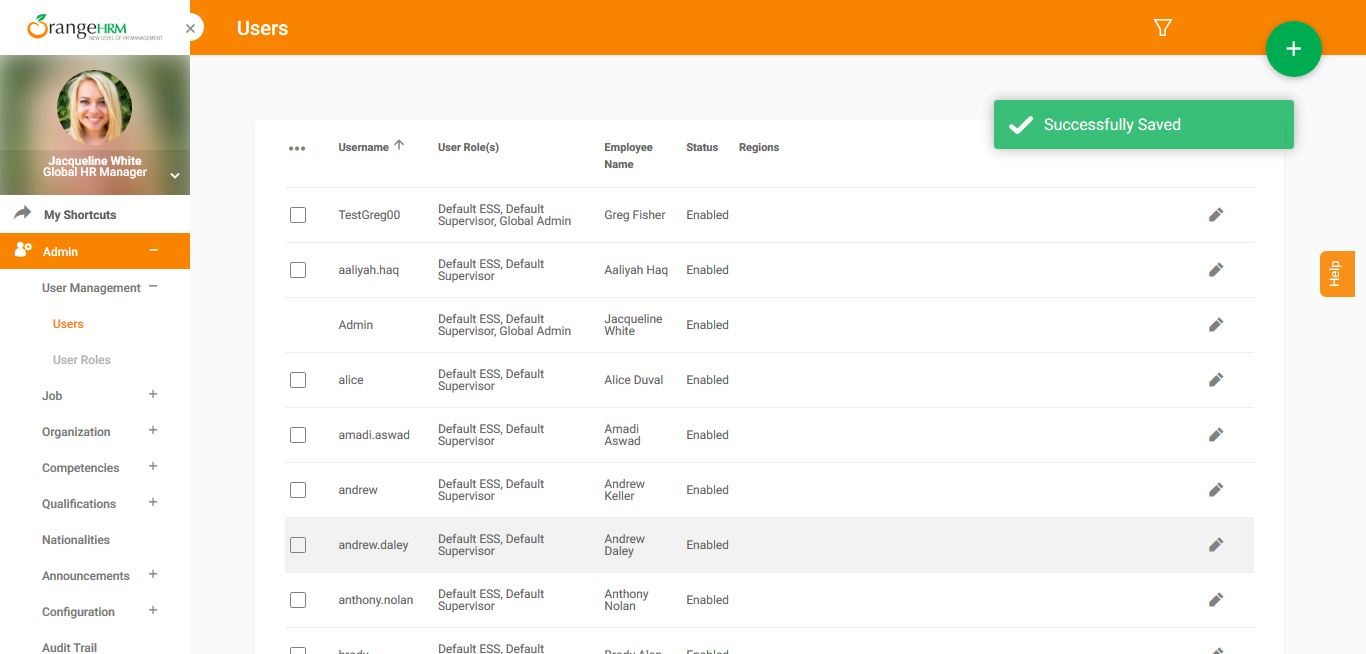 OrangeHRM
NEW LEVEL OF HR MANAGEMENT
Users
Successfully Saved
Jacqueline White
Global HR Manager
My Shortcuts
Admin
User Management
Users
User Roles
Job
Organization
Competencies
Qualifications
Nationalities
Announcements
Configuration
Audit Trail
Username
User Role(s)
Employee
Name
Status
Regions
TestGreg00
Default ESS, Default
Supervisor, Global Admin
Greg Fisher
Enabled
aaliyah.haq
Default ESS, Default
Supervisor
Aaliyah Haq
Enabled
Admin
Default ESS, Default
Supervisor, Global Admin
Jacqueline
White
Enabled
alice
Default ESS, Default
Supervisor
Alice Duval
Enabled
amadi.aswad
Default ESS, Default
Supervisor
Amadi
Aswad
Enabled
andrew
Default ESS, Default
Supervisor
Andrew
Keller
Enabled
andrew.daley
Default ESS, Default
Supervisor
Andrew
Daley
Enabled
anthony.nolan
Default ESS, Default
Supervisor
Anthony
Nolan
Enabled
brody
Default ESS, Default
Brody Alan
Enabled
Help